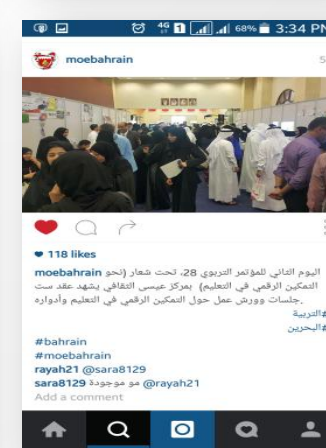 4G 1 68% 3:34 PM
moebahrain
118 likes
moebahrain اليوم الثاني للمؤتمر التربوي 28، تحت شعار (نحو
التمكين الرقمي في التعليم) بمركز عيسى الثقافي يشهد عقد ست
جلسات وورش عمل حول التمكين الرقمي في التعليم وأدواره.
#التربية
#البحرين
#bahrain
#moebahrain
rayah21 @sara8129
sara8129 مو موجودة @rayah21
Add a comment